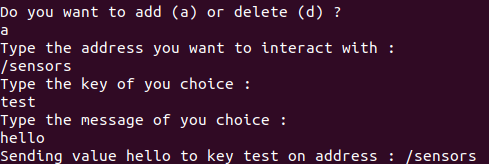 Do you want to add (a) or delete (d) ?
a
Type the address you want to interact with :
/sensors
Type the key of you choice :
test
Type the message of you choice :
hello
Sending value hello to key test on address : /sensors